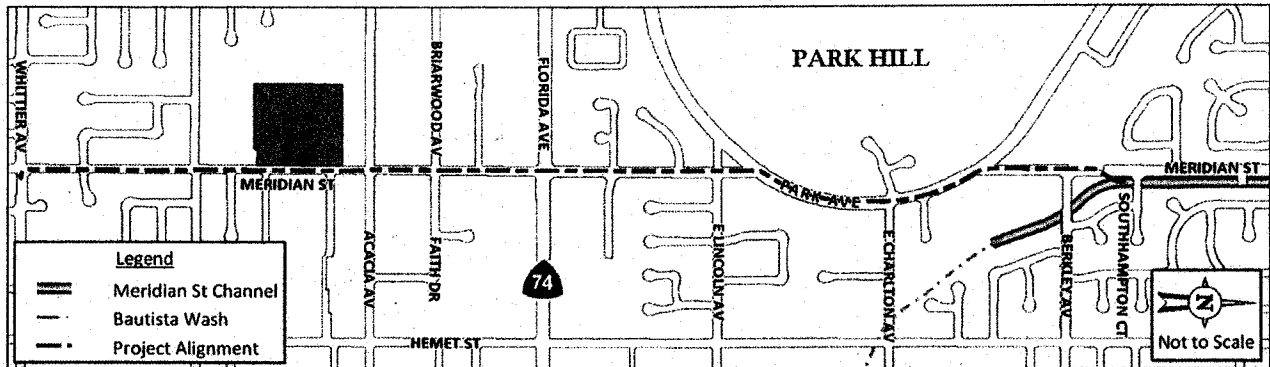 PARK HILL
WHITTIER AV
BRIARWOOD AV
FLORIDA AVE
MERIDIAN ST
MERIDIAN ST
PARK AVE
ACACIA AV
FAITH DR
E LINCOLN AV
E CHARLTON AV
BERKLEY AV
SOUTHHAMPTON CT
74
HEMET ST
Legend
Meridian St Channel
Bautista Wash
Project Alignment
N
Not to Scale